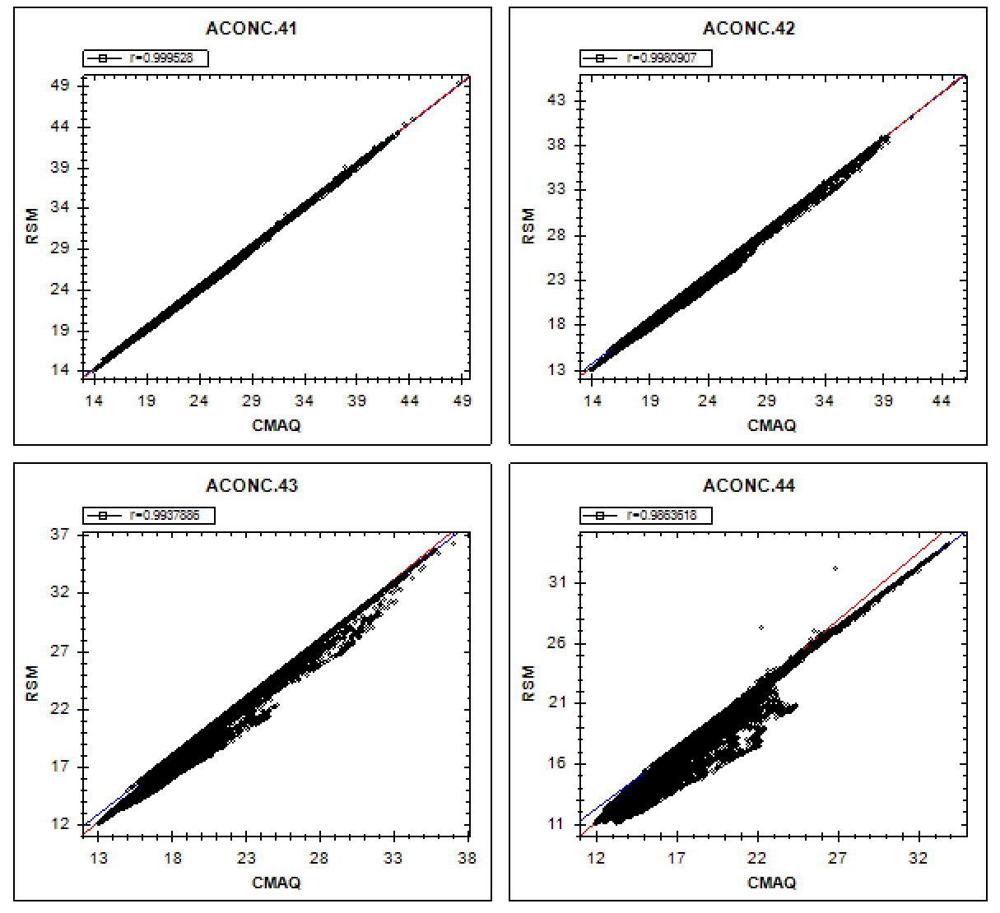 ACONC.41
r=0.999528
49
44
39
34
29
24
19
14
RSM
14 19 24 29 34 39 44 49
CMAQ
ACONC.42
r=0.9980907
43
38
33
28
23
18
13
RSM
14 19 24 29 34 39 44
CMAQ
ACONC.43
r=0.9937886
37
32
27
22
17
12
RSM
13 18 23 28 33 38
CMAQ
ACONC.44
r=0.9863618
31
26
21
16
11
RSM
12 17 22 27 32
CMAQ